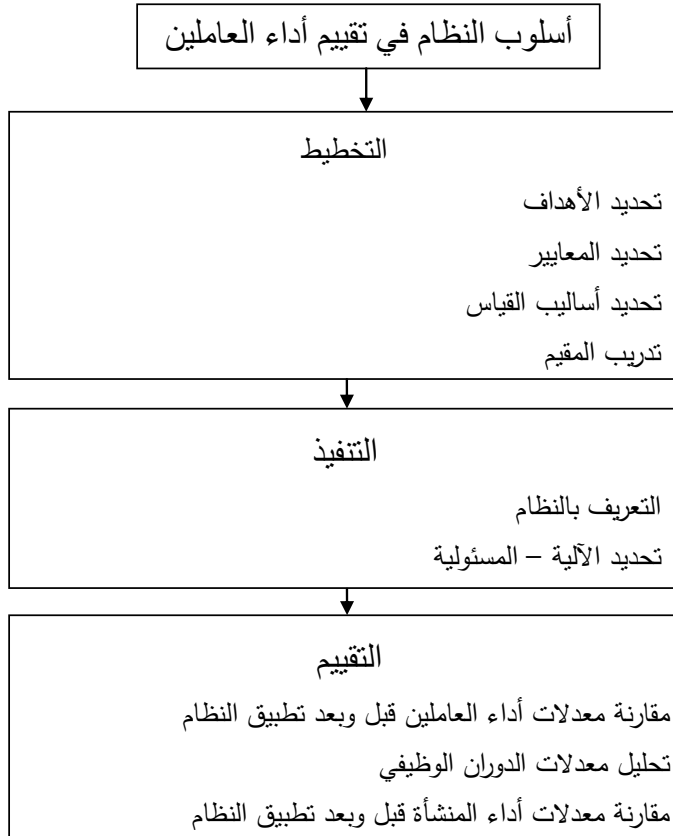 أسلوب النظام في تقييم أداء العاملين
التخطيط
تحديد الأهداف
تحديد المعايير
تحديد أساليب القياس
تدريب المقيم
التنفيذ
التعريف بالنظام
تحديد الآلية – المسئولية
التقييم
مقارنة معدلات أداء العاملين قبل وبعد تطبيق النظام
تحليل معدلات الدوران الوظيفي
مقارنة معدلات أداء المنشأة قبل وبعد تطبيق النظام